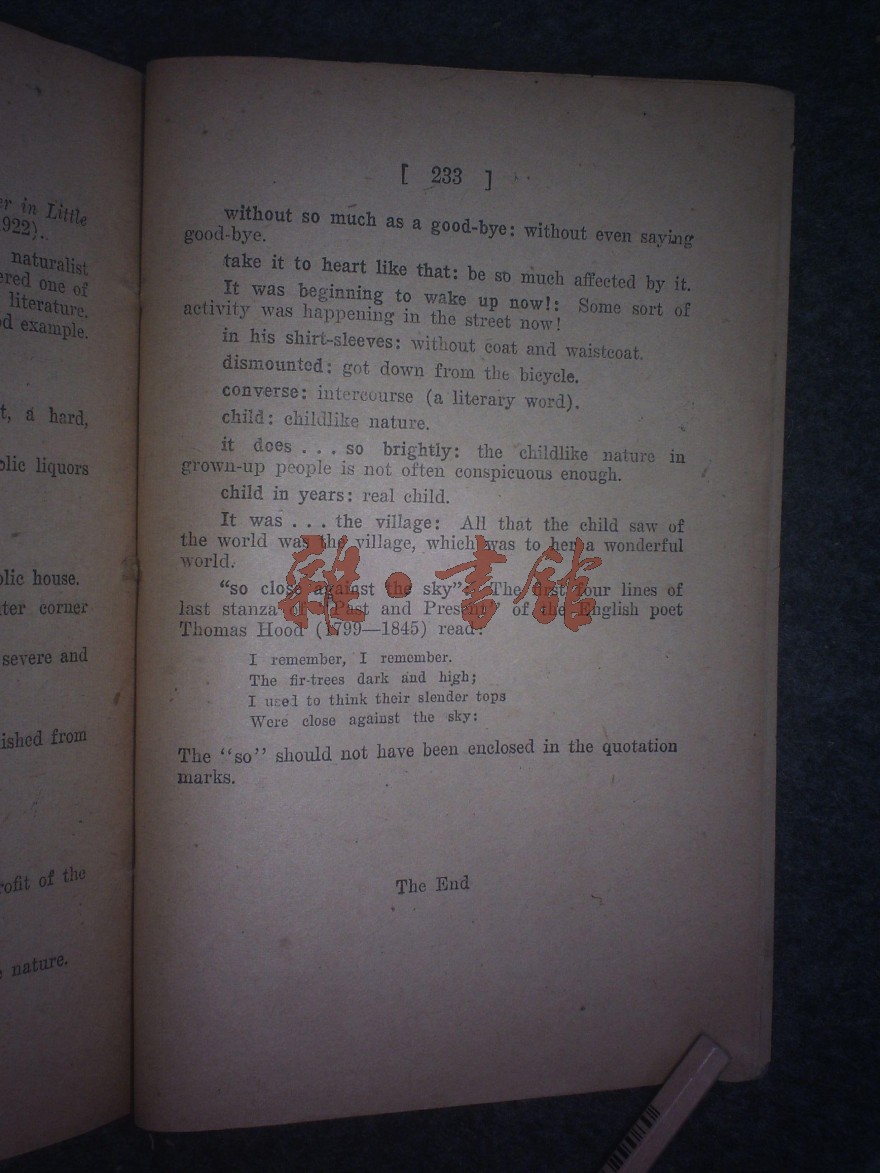 er in Little
1922).
naturalist
ered one of
literature.
od example.
t, a hard,
olic liquors
olic house.
ter corner
severe and
ished from
rofit of the
nature.
[ 233 ]
without so much as a good-bye: without even saying
good-bye.
take it to heart like that: be so much affected by it.
It was beginning to wake up now!: Some sort of
activity was happening in the street now!
in his shirt-sleeves: without coat and waistcoat.
dismounted: got down from the bicycle.
converse: intercourse (a literary word).
child: childlike nature.
it does . . . so brightly: the childlike nature in
grown-up people is not often conspicuous enough.
child in years: real child.
It was . . . the village: All that the child saw of
the world was the village, which was to her a wonderful
world.
"so close against the sky": The first four lines of
last stanza of "Past and Present" of the English poet
Thomas Hood (1799—1845) read:
I remember, I remember.
The fir-trees dark and high;
I used to think their slender tops
Were close against the sky:
The "so" should not have been enclosed in the quotation
marks.
The End
雜·書館